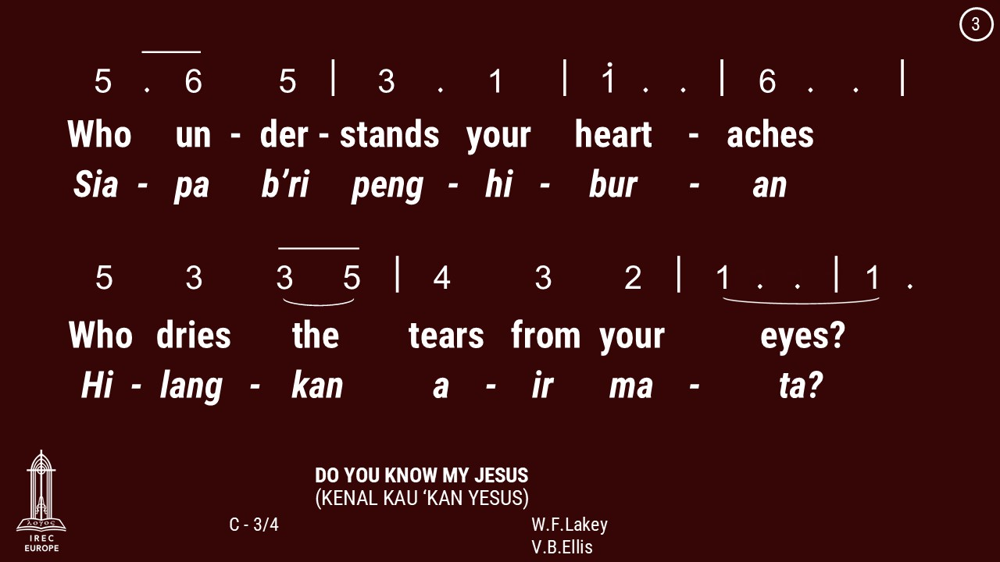 3
5 . 6 5 | 3 . 1 | 1̇ . . | 6 . . |
Who un - der - stands your heart - aches
Sia - pa b’ri peng - hi - bur - an
5 3 3 5 | 4 3 2 | 1 . . | 1 .
Who dries the tears from your eyes?
Hi - lang - kan a - ir ma - ta?
DO YOU KNOW MY JESUS
(KENAL KAU ‘KAN YESUS)
C - 3/4
W.F.Lakey
V.B.Ellis
λογος
IREC
EUROPE